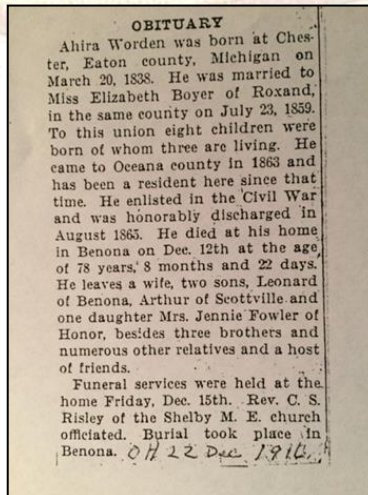 OBITUARY
Ahira Worden was born at Ches-
ter, Eaton county, Michigan on
March 20, 1838. He was married to
Miss Elizabeth Boyer of Roxand,
in the same county on July 23, 1859.
To this union eight children were
born of whom three are living. He
came to Oceana county in 1863 and
has been a resident here since that
time. He enlisted in the Civil War
and was honorably discharged in
August 1865. He died at his home
in Benona on Dec. 12th at the age
of 78 years, 8 months and 22 days.
He leaves a wife, two sons, Leonard
of Benona, Arthur of Scottville and
one daughter Mrs. Jennie Fowler of
Honor, besides three brothers and
numerous other relatives and a host
of friends.
Funeral services were held at the
home Friday, Dec. 15th. Rev. C. S.
Risley of the Shelby M. E. church
officiated. Burial took place in
Benona. OH 22 Dec